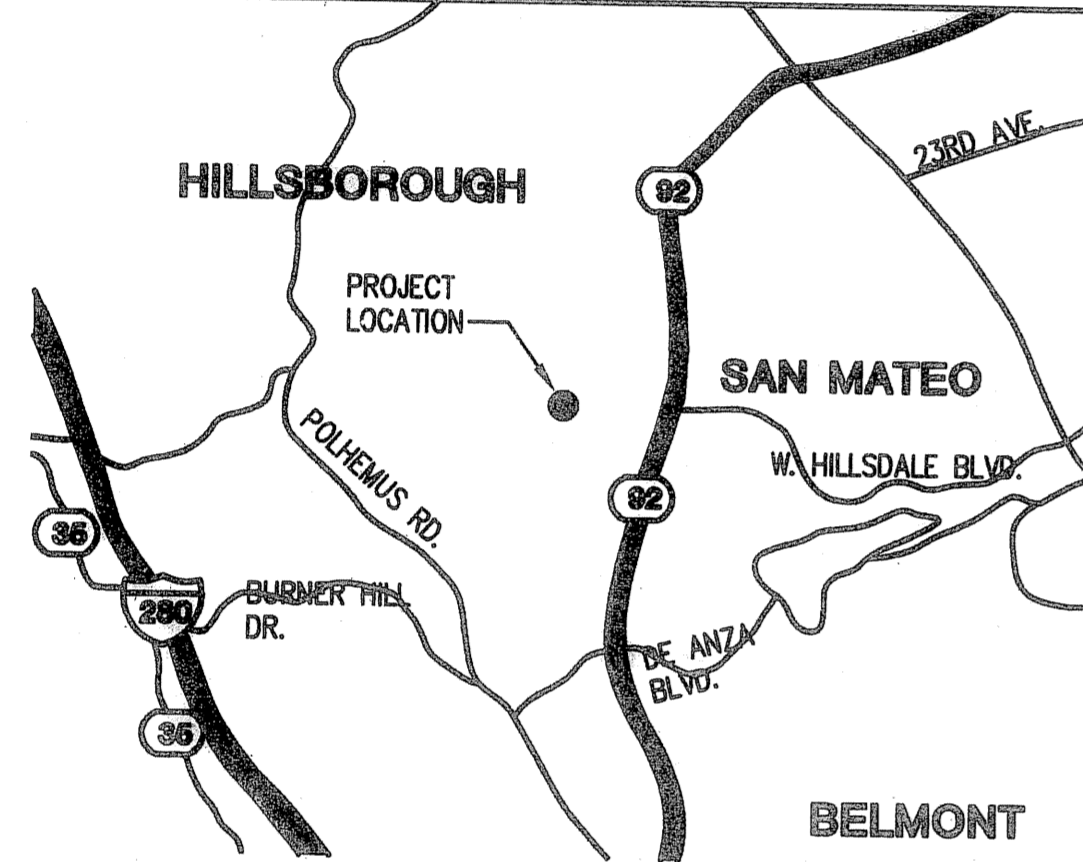 23RD AVE.
HILLSBOROUGH
92
PROJECT
LOCATION
SAN MATEO
POLHEMUS RD.
W. HILLSDALE BLVD.
92
35
280
BURNER HILL
DR.
DE ANZA
BLVD.
35
BELMONT